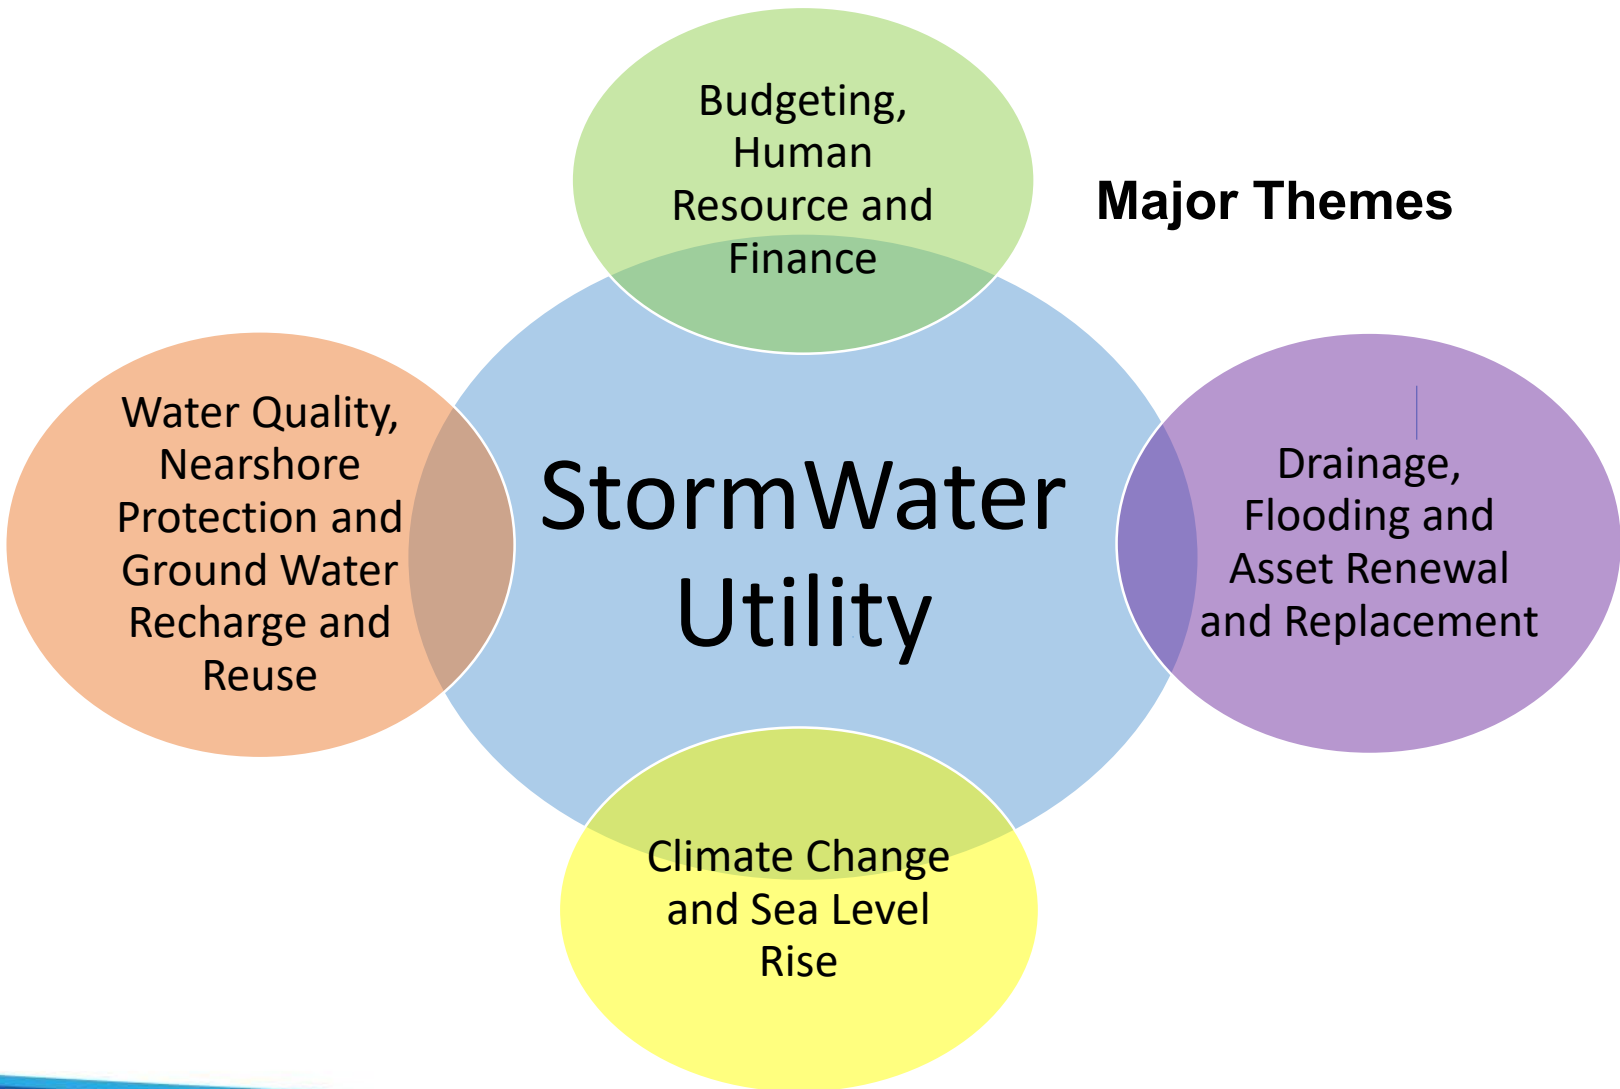 Budgeting,
Human
Resource and
Finance
Major Themes
Water Quality,
Nearshore
Protection and
Ground Water
Recharge and
Reuse
StormWater
Utility
Drainage,
Flooding and
Asset Renewal
and Replacement
Climate Change
and Sea Level
Rise